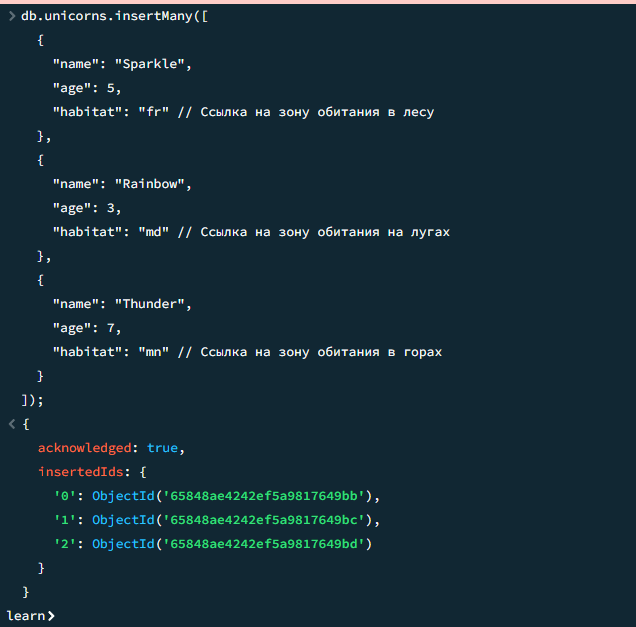 > db.unicorns.insertMany([
{
"name": "Sparkle",
"age": 5,
"habitat": "fr" // Ссылка на зону обитания в лесу
},
{
"name": "Rainbow",
"age": 3,
"habitat": "md" // Ссылка на зону обитания на лугах
},
{
"name": "Thunder",
"age": 7,
"habitat": "mn" // Ссылка на зону обитания в горах
}
]);
< {
acknowledged: true,
insertedIds: {
'0': ObjectId('65848ae4242ef5a9817649bb'),
'1': ObjectId('65848ae4242ef5a9817649bc'),
'2': ObjectId('65848ae4242ef5a9817649bd')
}
}
learn>